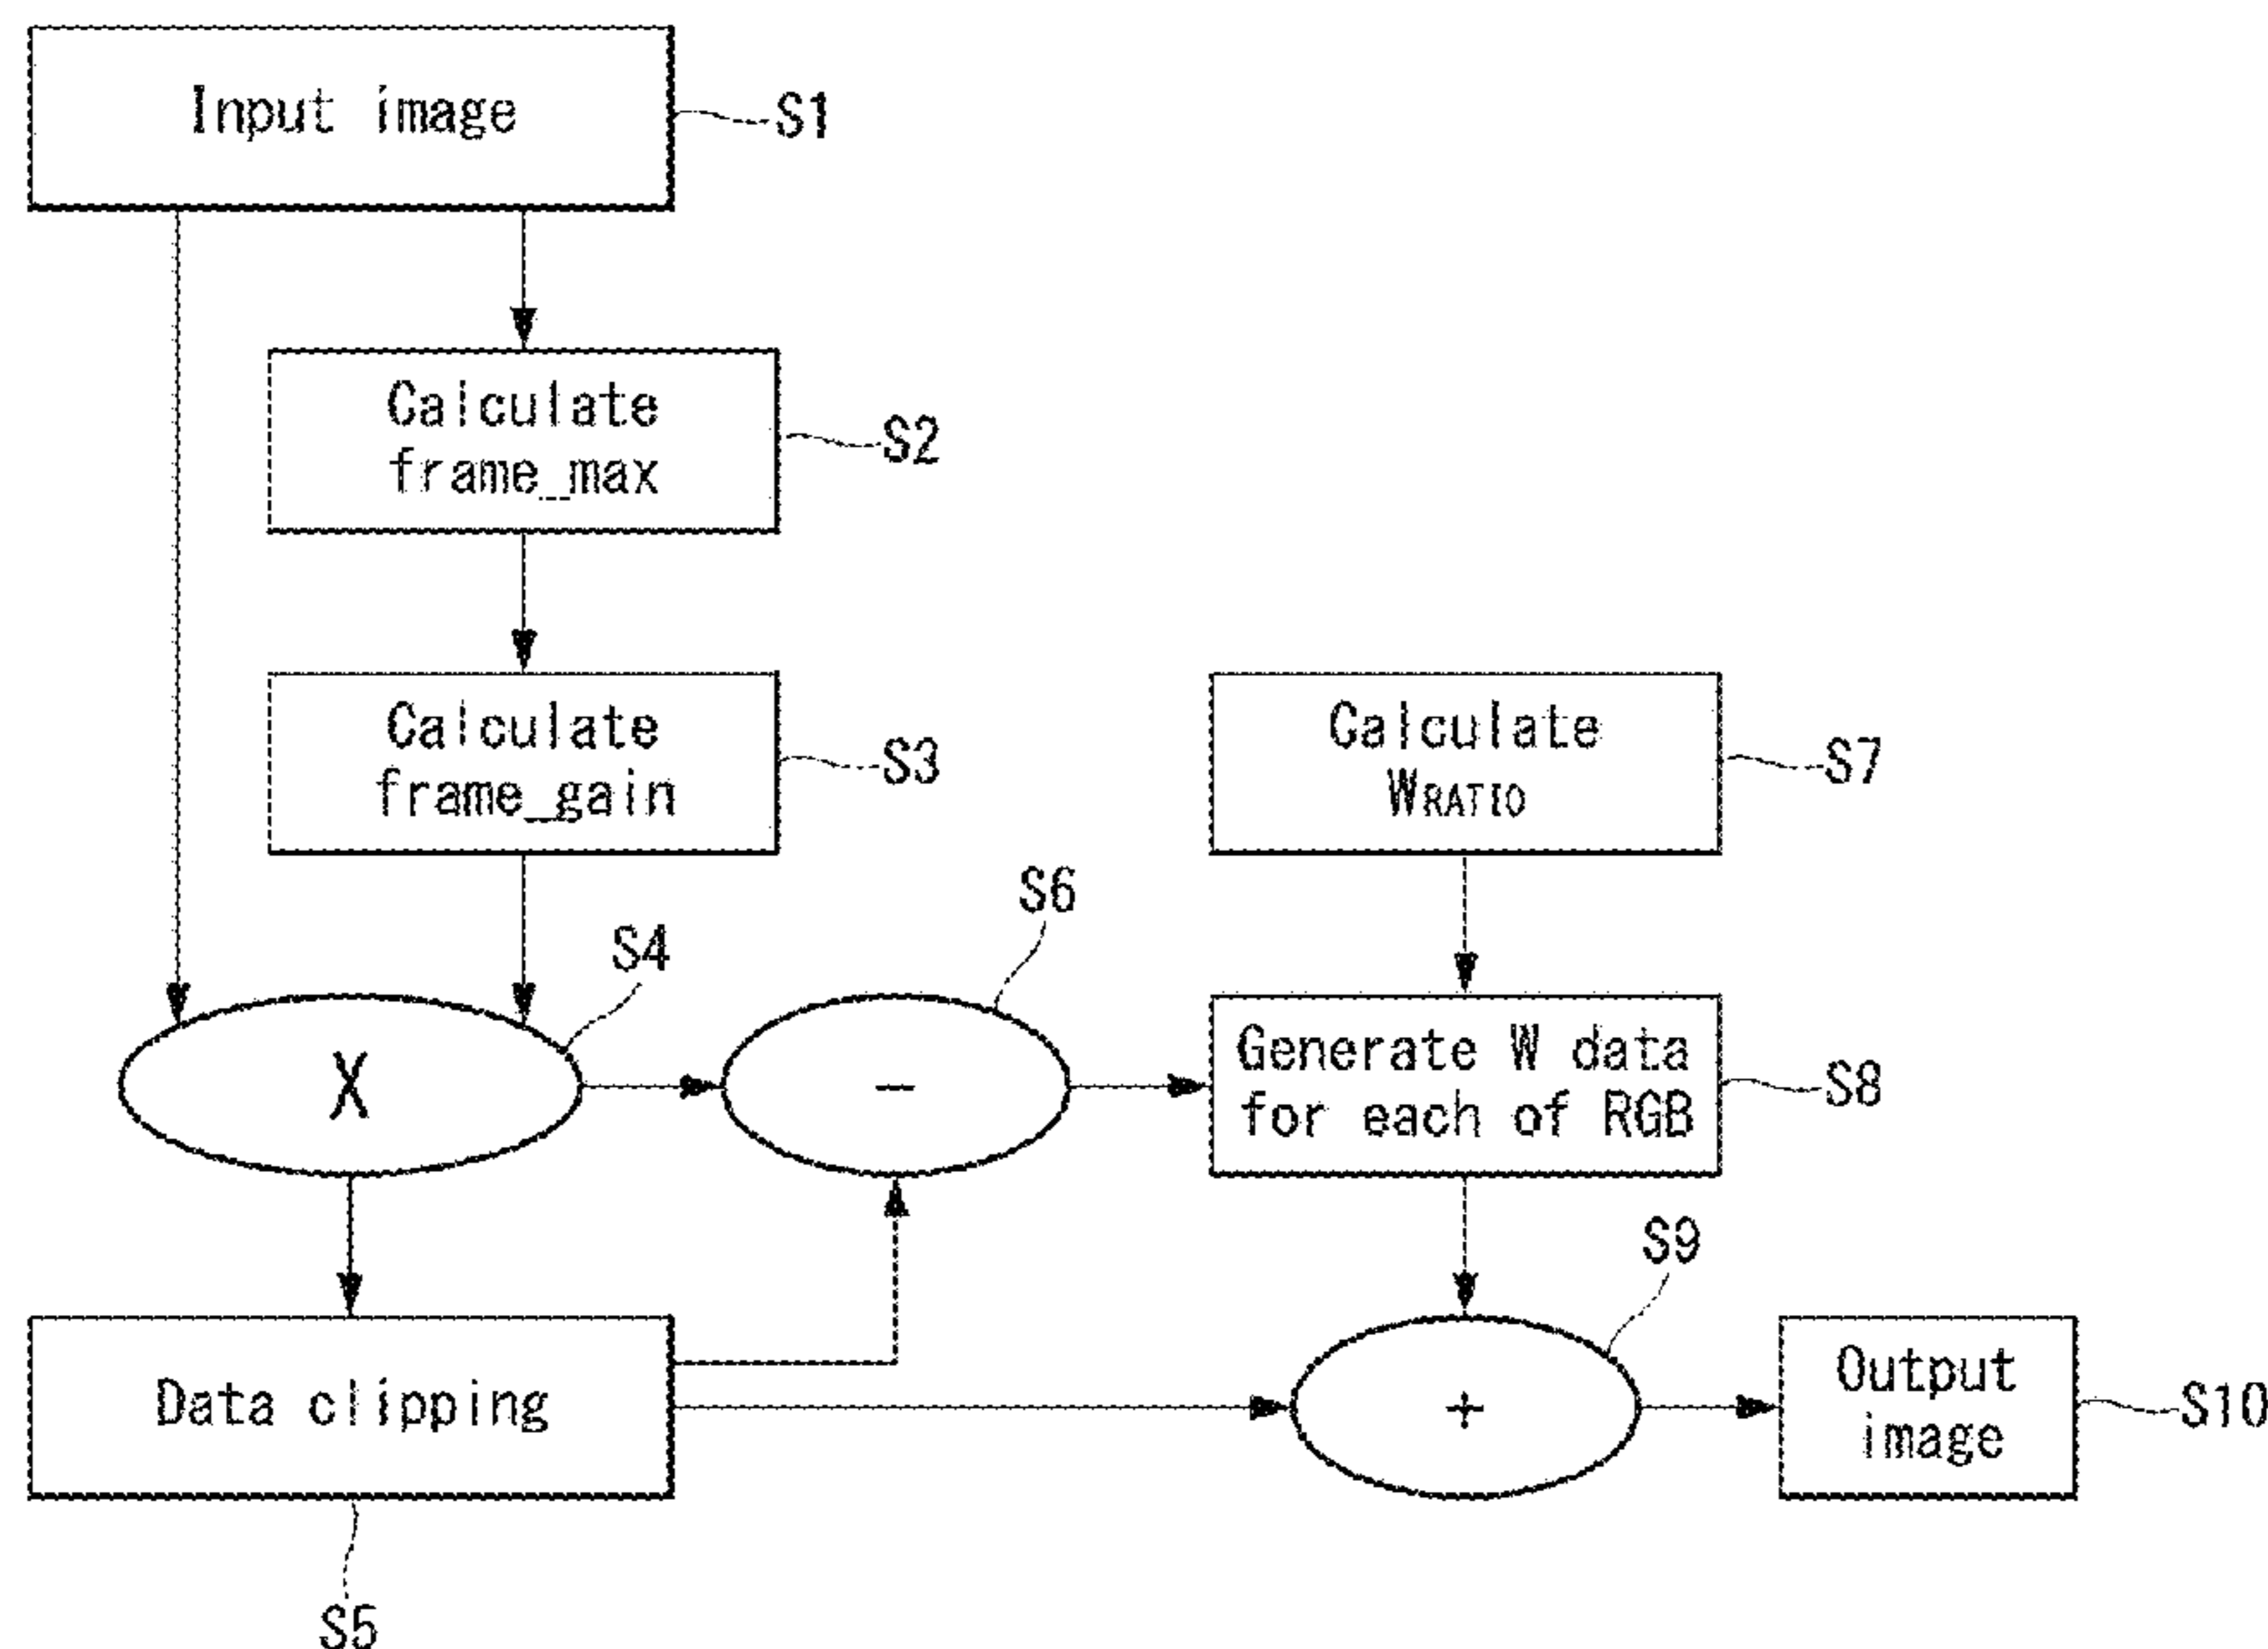 Input image
S1
Calculate
frame_max
S2
Calculate
frame_gain
S3
Calculate
WRATIO
S7
S6
S4
X
-
Generate W data
for each of RGB
S8
S9
Data clipping
+
Output
image
S10
S5